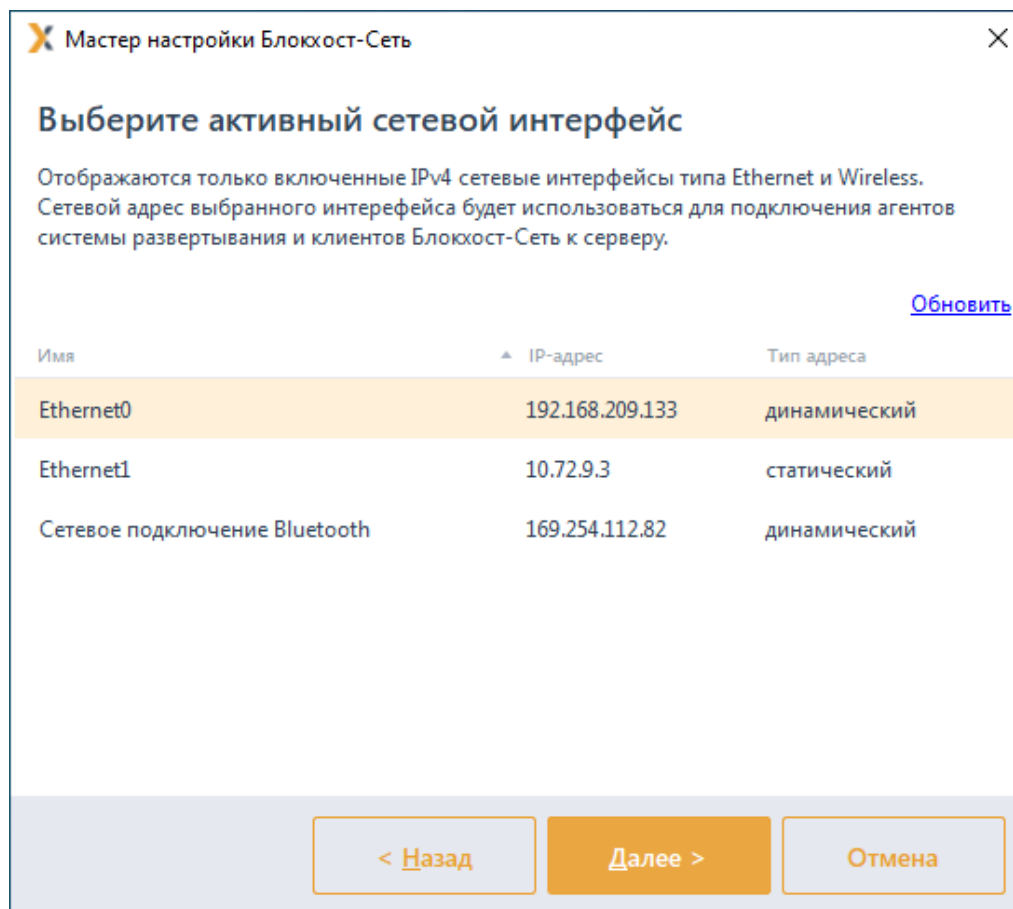 Мастер настройки Блокхост-Сеть
Выберите активный сетевой интерфейс
Отображаются только включенные IPv4 сетевые интерфейсы типа Ethernet и Wireless.
Сетевой адрес выбранного интерефейса будет использоваться для подключения агентов
системы развертывания и клиентов Блокхост-Сеть к серверу.
Обновить
Имя IP-адрес Тип адреса
Ethernet0 192.168.209.133 динамический
Ethernet1 10.72.9.3 статический
Сетевое подключение Bluetooth 169.254.112.82 динамический
< Назад Далее > Отмена